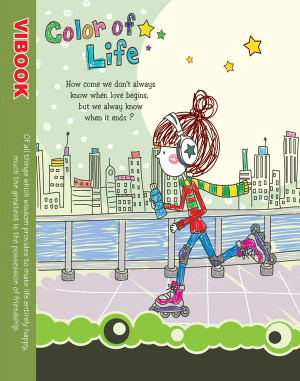 VIBOOK
Of all things which wisdom provides to make life entirely happy,
much the greatest is the possession of friendship.
Color of
Life
How come we don't always
know when love begins,
but we alway know
when it ends ?